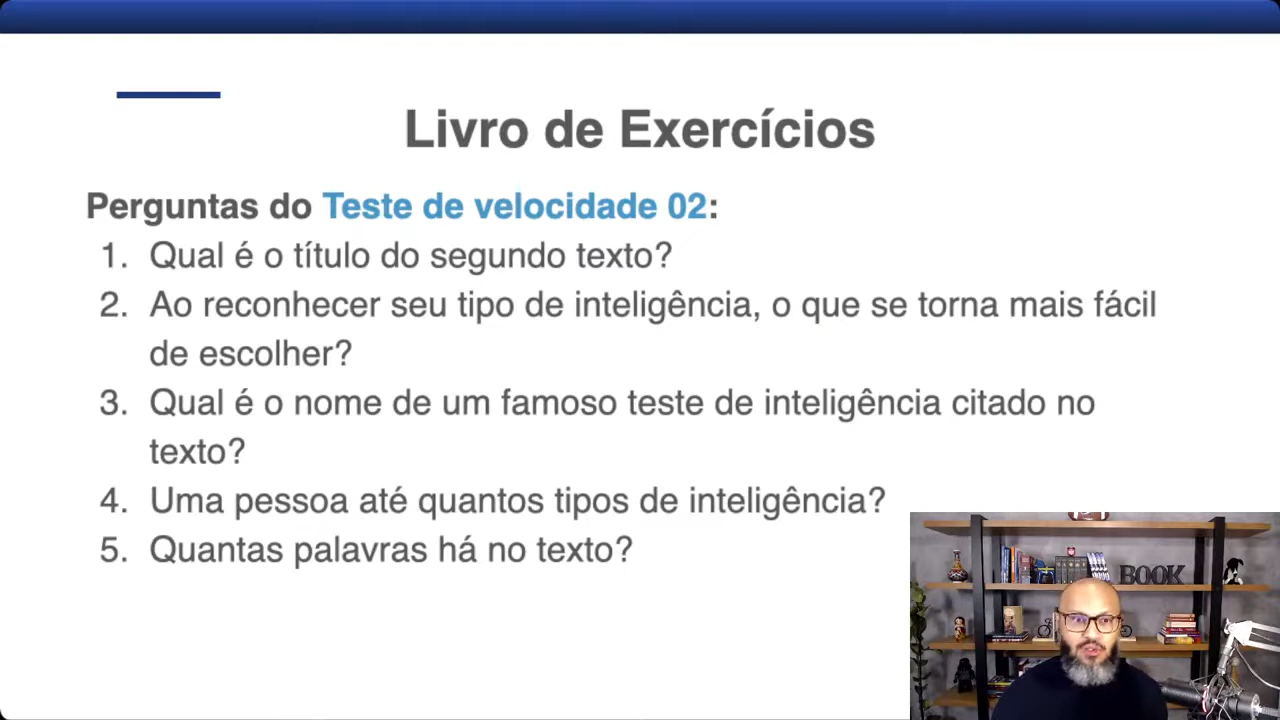 Livro de Exercícios
Perguntas do Teste de velocidade 02:
1. Qual é o título do segundo texto?
2. Ao reconhecer seu tipo de inteligência, o que se torna mais fácil
de escolher?
3. Qual é o nome de um famoso teste de inteligência citado no
texto?
4. Uma pessoa até quantos tipos de inteligência?
5. Quantas palavras há no texto?
BOOK